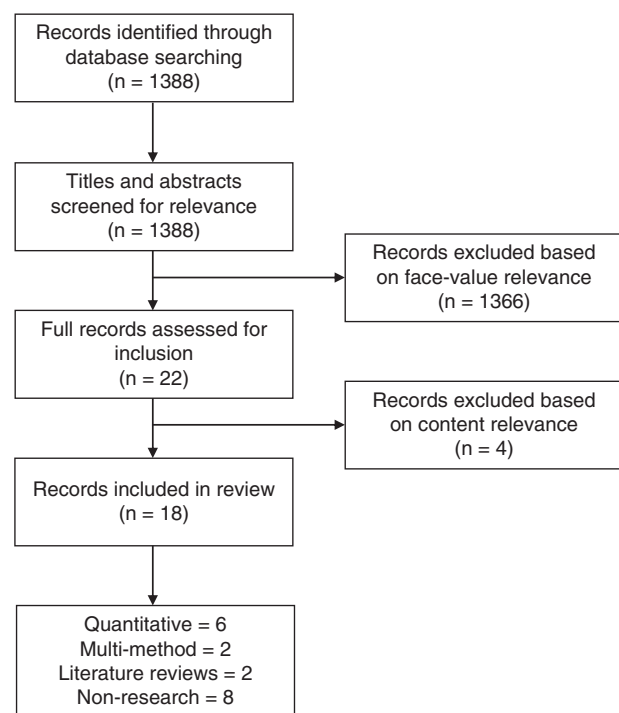 Records identified through
database searching
(n = 1388)
Titles and abstracts
screened for relevance
(n = 1388)
Records excluded based
on face-value relevance
(n = 1366)
Full records assessed for
inclusion
(n = 22)
Records excluded based
on content relevance
(n = 4)
Records included in review
(n = 18)
Quantitative = 6
Multi-method = 2
Literature reviews = 2
Non-research = 8